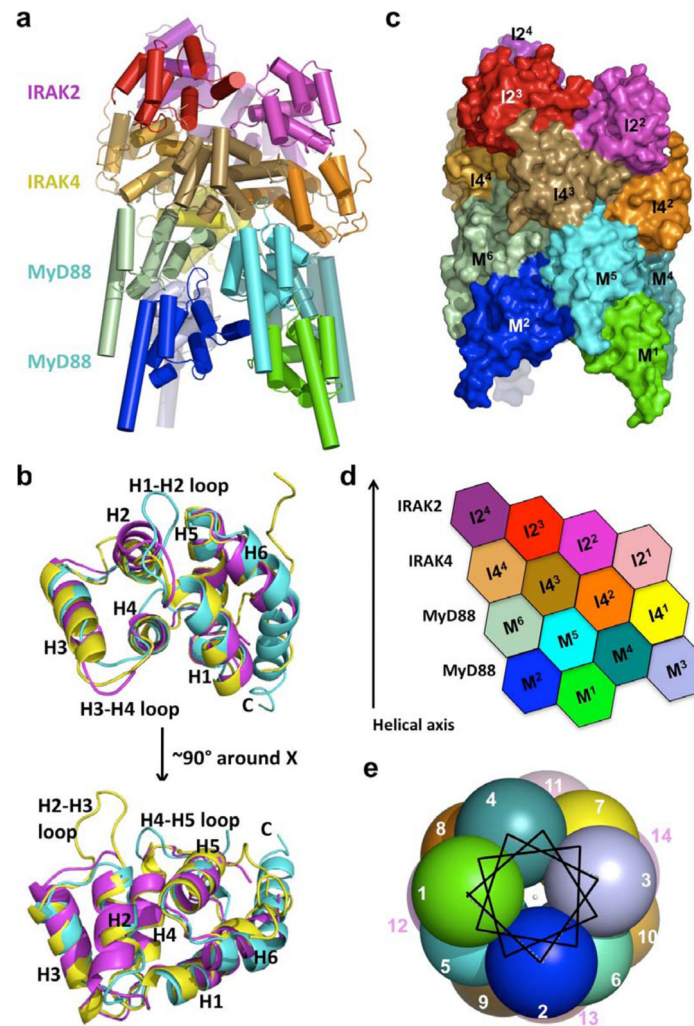 a
IRAK2
IRAK4
MyD88
MyD88
c
I2⁴
I2³
I2²
I4⁴
I4³
I4²
M⁶
M⁵
M⁴
M²
M¹
b
H1-H2 loop
H2
H5
H6
H4
H3
H1
C
H3-H4 loop
~90° around X
H2-H3
loop
H4-H5 loop
C
H5
H2
H4
H6
H3
H1
d
IRAK2
I2⁴
I2³
I2²
I2¹
IRAK4
I4⁴
I4³
I4²
I4¹
MyD88
M⁶
M⁵
M⁴
M³
MyD88
M²
M¹
Helical axis
e
11
4
7
8
14
1
3
12
10
5
6
9
2
13